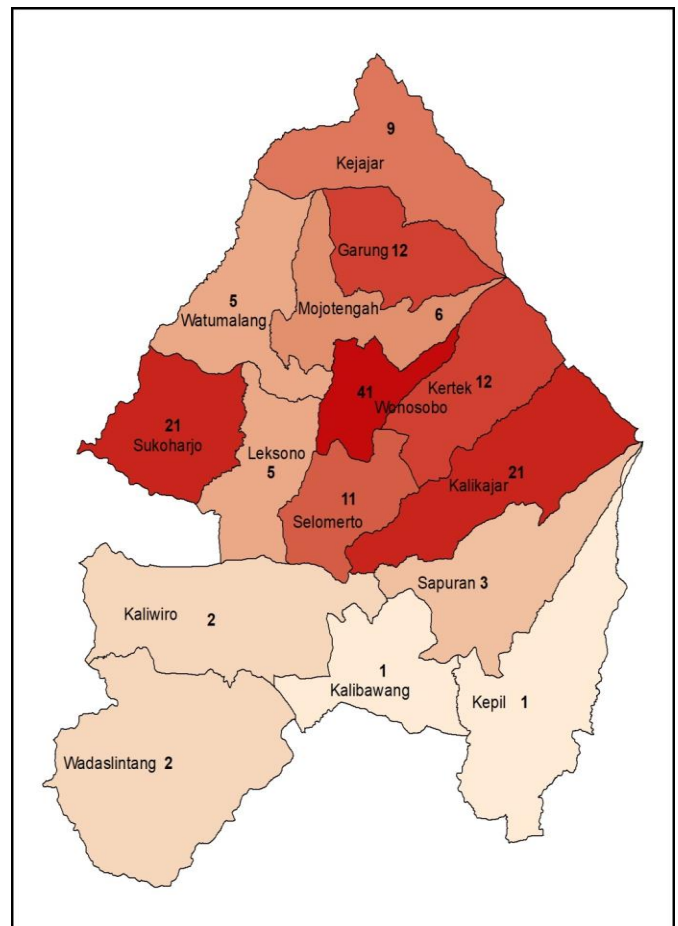 9
Kejajar
Garung 12
5
Watumalang
Mojotengah 6
41
Wonosobo
Kertek 12
21
Sukoharjo
Leksono
5
11
Selomerto
21
Kalikajar
Sapuran 3
Kaliwiro 2
1
Kalibawang
Kepil 1
Wadaslintang 2